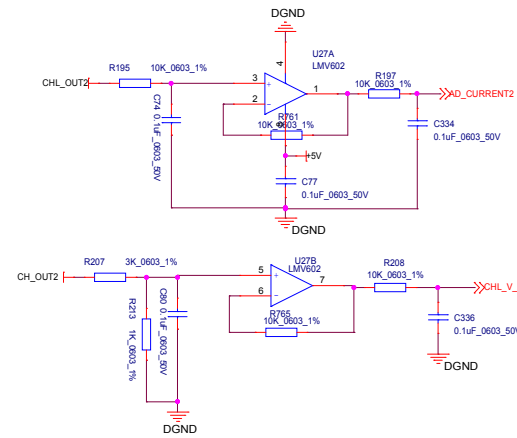 DGND
U27A
LMV602
R195
10K_0603_1%
CHL_OUT2
4
3
2
1
R197
10K_0603_1%
AD_CURRENT2
C74
0.1uF_0603_50V
R761
10K_0603_1%
+5V
C334
0.1uF_0603_50V
C77
0.1uF_0603_50V
DGND
R207
3K_0603_1%
CH_OUT2
U27B
LMV602
5
6
7
R208
10K_0603_1%
CHL_V_
R213
1K_0603_1%
C80
0.1uF_0603_50V
R765
10K_0603_1%
C336
0.1uF_0603_50V
DGND
DGND